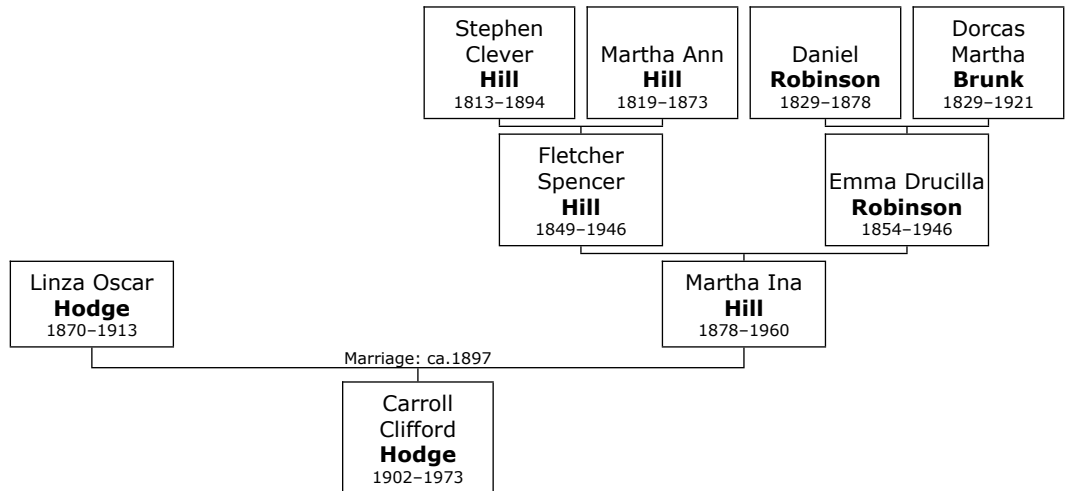 Stephen
Clever
Hill
1813–1894
Martha Ann
Hill
1819–1873
Daniel
Robinson
1829–1878
Dorcas
Martha
Brunk
1829–1921
Fletcher
Spencer
Hill
1849–1946
Emma Drucilla
Robinson
1854–1946
Linza Oscar
Hodge
1870–1913
Martha Ina
Hill
1878–1960
Marriage: ca.1897
Carroll
Clifford
Hodge
1902–1973